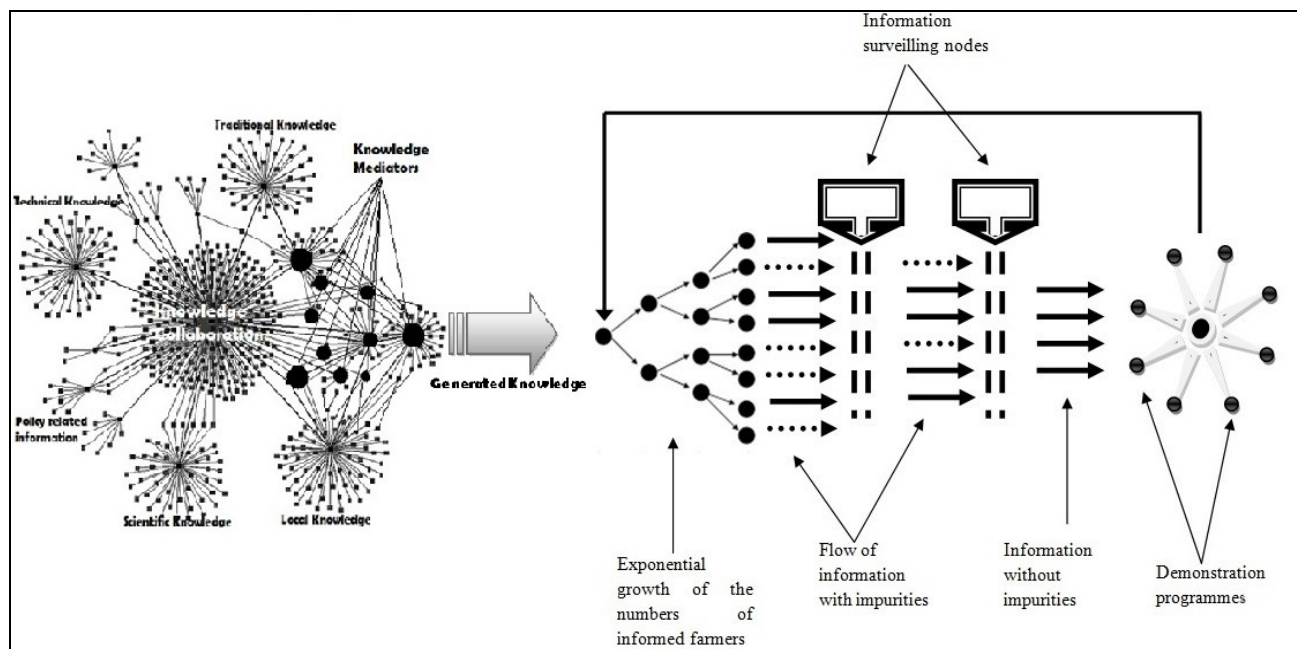 Information
surveilling nodes
Traditional Knowledge
Knowledge
Mediators
Technical Knowledge
Knowledge
collaboration
Generated Knowledge
Policy related
information
Scientific Knowledge
Local Knowledge
Exponential
growth of the
numbers of
informed farmers
Flow of
information
with impurities
Information
without
impurities
Demonstration
programmes